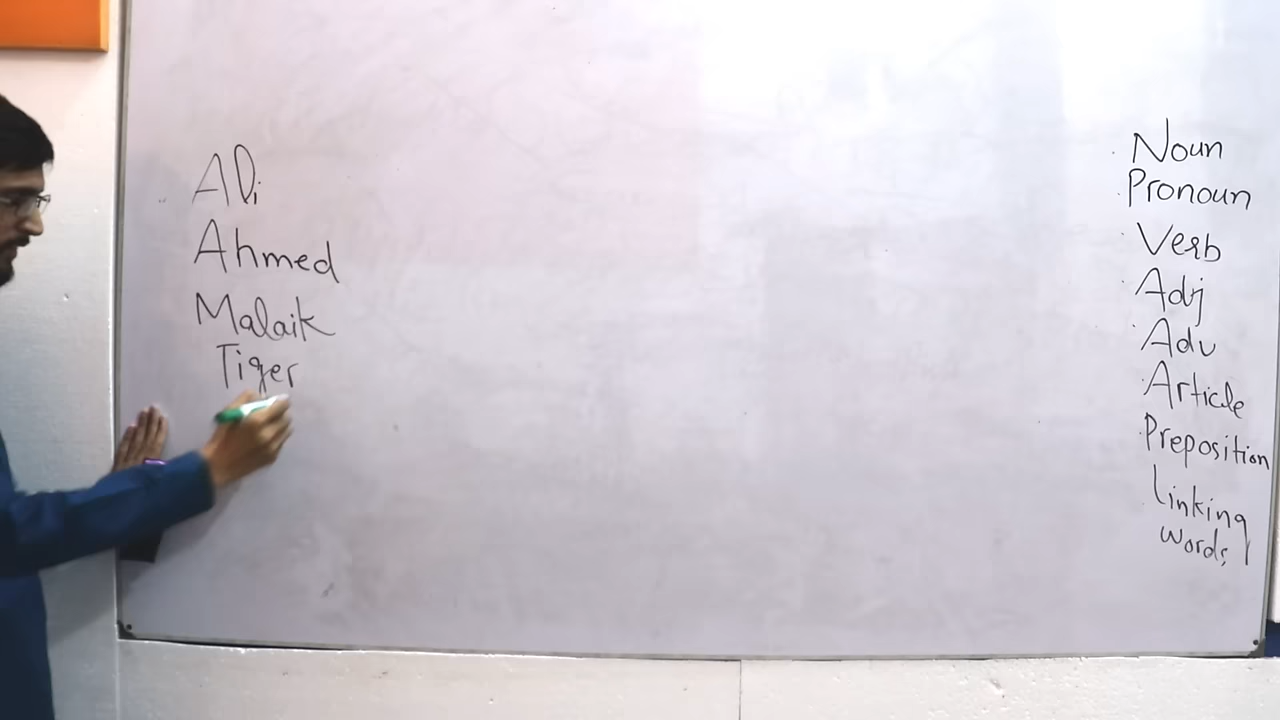 Ali
Ahmed
Malaik
Tiger
Noun
Pronoun
Verb
Adj
Adv
Article
Preposition
Linking
words